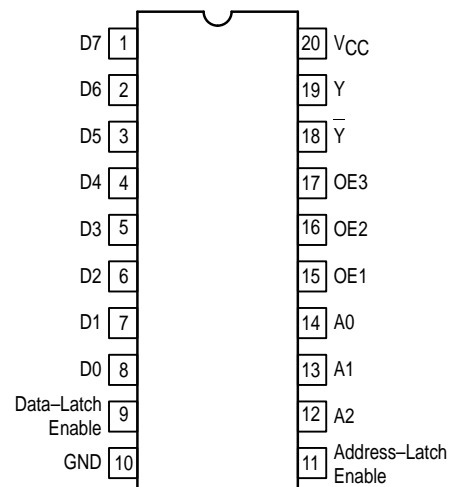 D7 1 20 VCC
D6 2 19 Y
D5 3 18 Y̅
D4 4 17 OE3
D3 5 16 OE2
D2 6 15 OE1
D1 7 14 A0
D0 8 13 A1
Data–Latch
Enable 9 12 A2
GND 10 11 Address–Latch
Enable